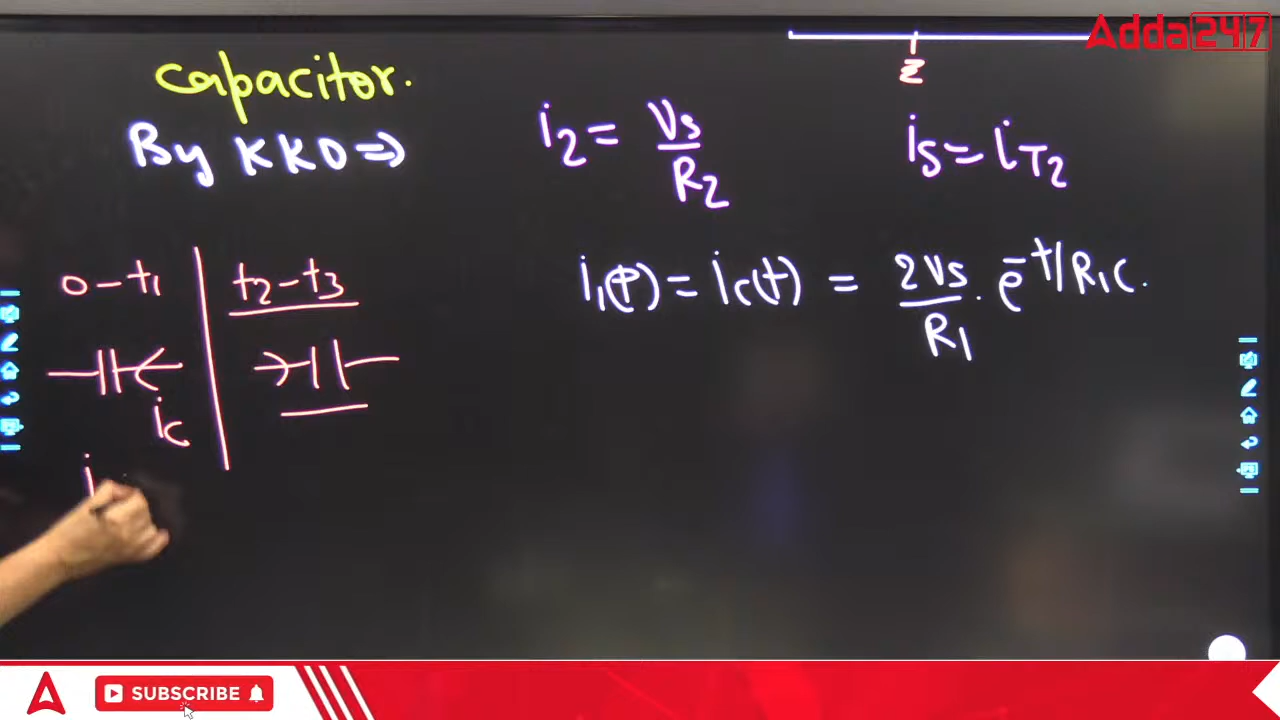 Adda247
capacitor.
z
By KKD ⇒
i2 = Vs/R2
is = iT2
0 - t1
t2 - t3
i1(t) = ic(t) = 2Vs/R1 . e^-t/R1C.
ic
i
SUBSCRIBE